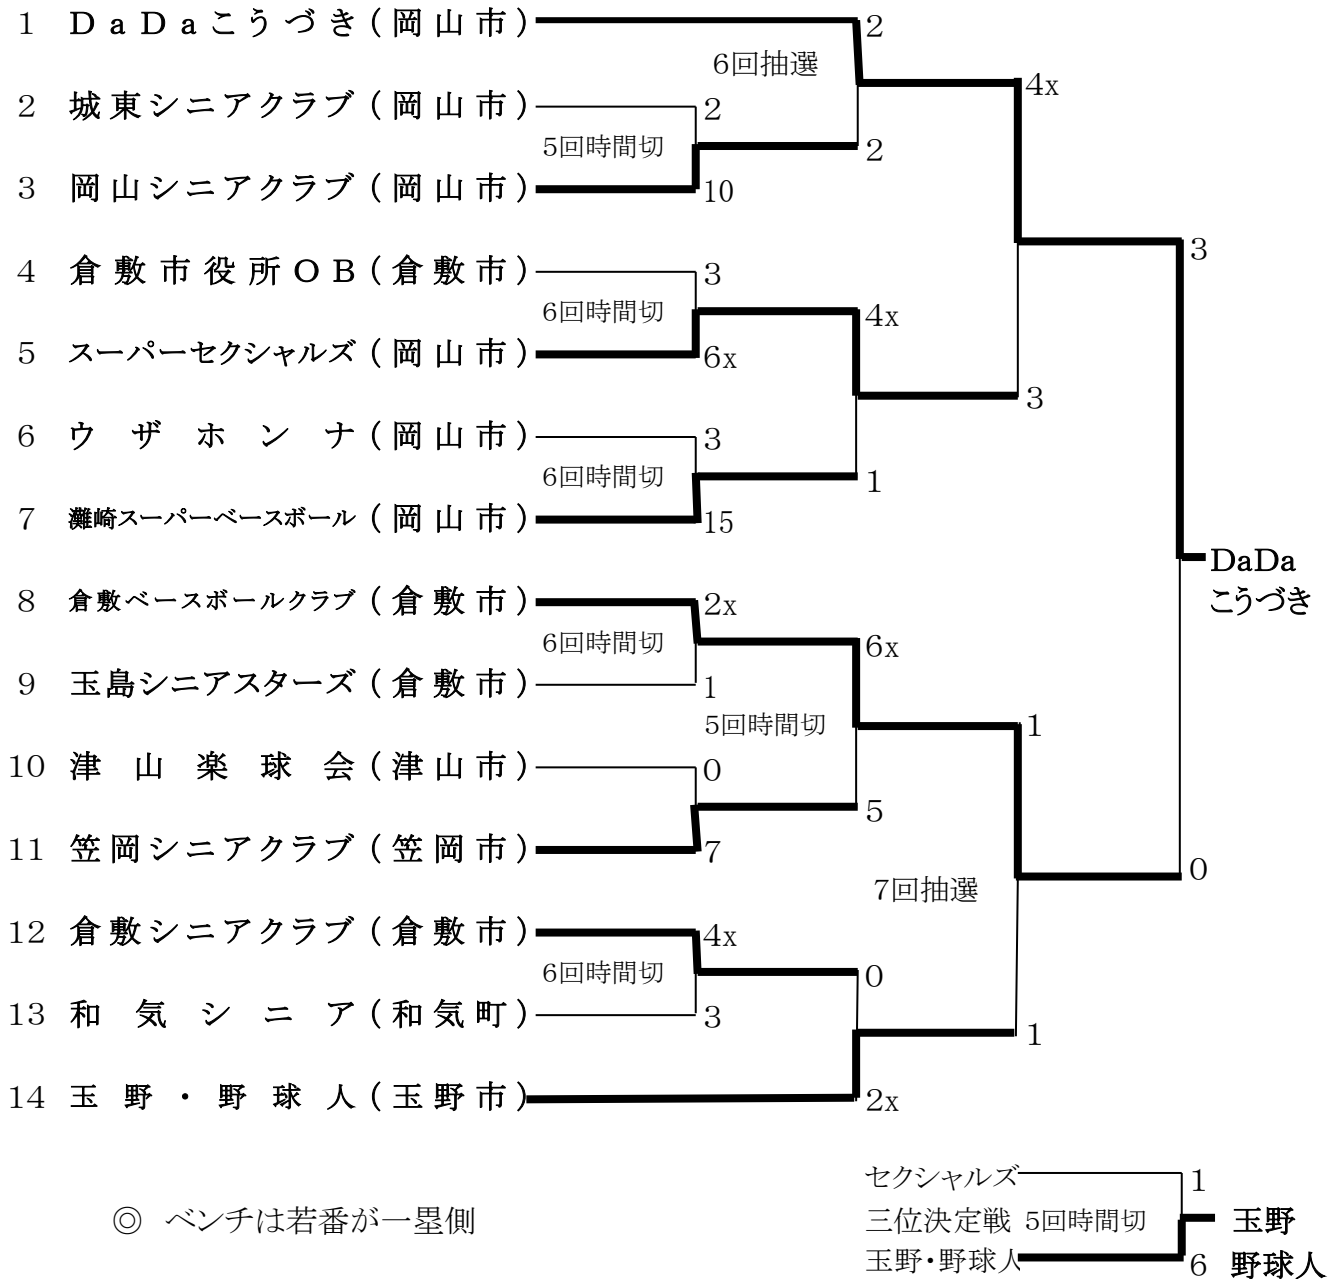 1 ＤａＤａこうづき(岡山市) 2
6回抽選
4x
2 城東シニアクラブ(岡山市) 2
5回時間切
2
3 岡山シニアクラブ(岡山市) 10
3
4 倉敷市役所ＯＢ(倉敷市) 3
6回時間切
4x
5 スーパーセクシャルズ(岡山市) 6x
3
6 ウザホンナ(岡山市) 3
6回時間切
1
7 灘崎スーパーベースボール(岡山市) 15
DaDa
こうづき
8 倉敷ベースボールクラブ(倉敷市) 2x
6回時間切
6x
9 玉島シニアスターズ(倉敷市) 1
5回時間切
1
10 津山楽球会(津山市) 0
5
11 笠岡シニアクラブ(笠岡市) 7
0
7回抽選
12 倉敷シニアクラブ(倉敷市) 4x
6回時間切
0
13 和気シニア(和気町) 3
1
14 玉野・野球人(玉野市) 2x
セクシャルズ 1
◎ ベンチは若番が一塁側
三位決定戦 5回時間切
玉野・野球人 6
玉野
野球人